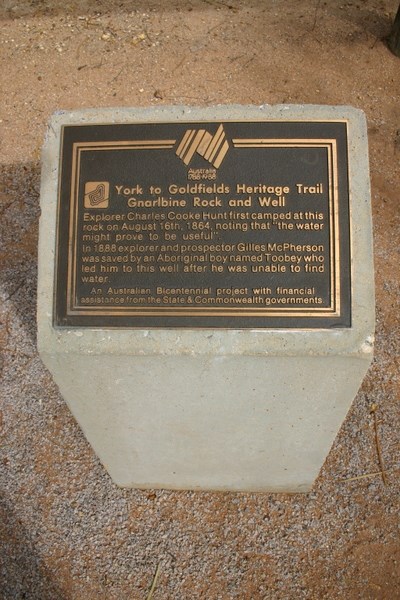 Australia
1788-1988
York to Goldfields Heritage Trail
Gnarlbine Rock and Well
Explorer Charles Cooke Hunt first camped at this
rock on August 16th, 1864, noting that "the water
might prove to be useful".
In 1888 explorer and prospector Gilles McPherson
was saved by an Aboriginal boy named Toobey who
led him to this well after he was unable to find
water.
An Australian Bicentennial project with financial
assistance from the State & Commonwealth governments.